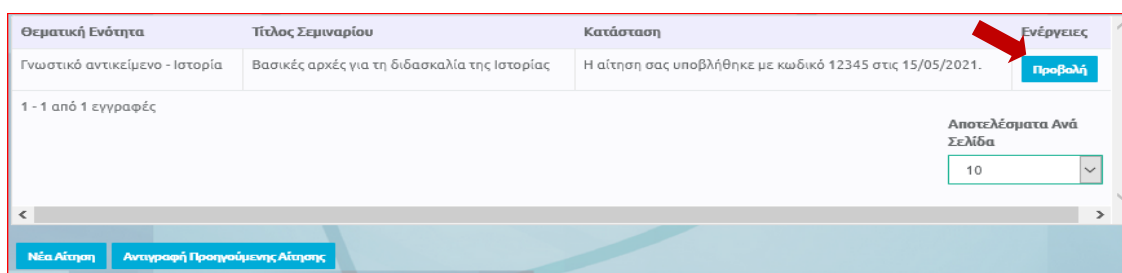 Θεματική Ενότητα Τίτλος Σεμιναρίου Κατάσταση Ενέργειες
Γνωστικό αντικείμενο - Ιστορία Βασικές αρχές για τη διδασκαλία της Ιστορίας Η αίτηση σας υποβλήθηκε με κωδικό 12345 στις 15/05/2021. Προβολή
1 - 1 από 1 εγγραφές
Αποτελέσματα Ανά
Σελίδα
10
Νέα Αίτηση Αντιγραφή Προηγούμενης Αίτησης